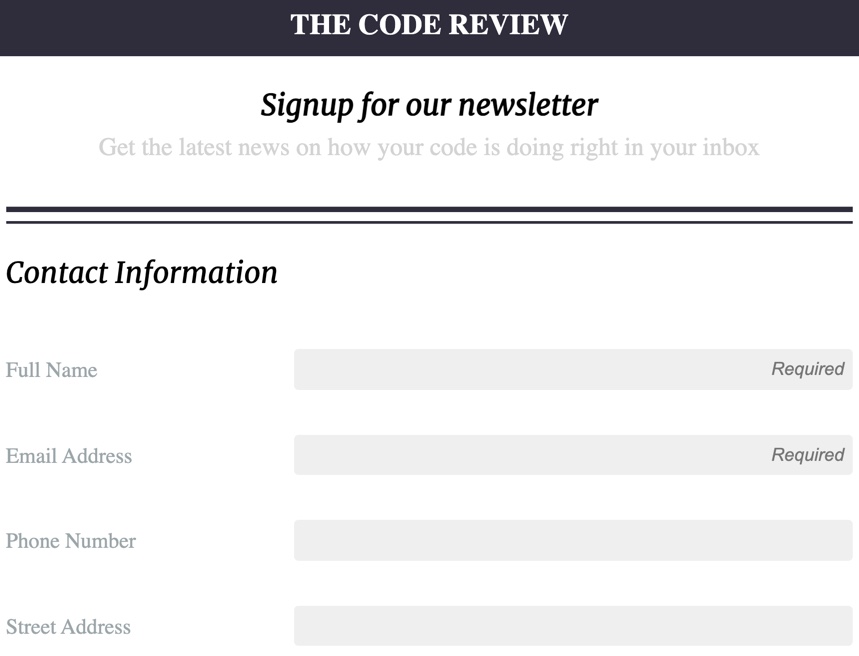 THE CODE REVIEW
Signup for our newsletter
Get the latest news on how your code is doing right in your inbox
Contact Information
Full Name
Required
Email Address
Required
Phone Number
Street Address